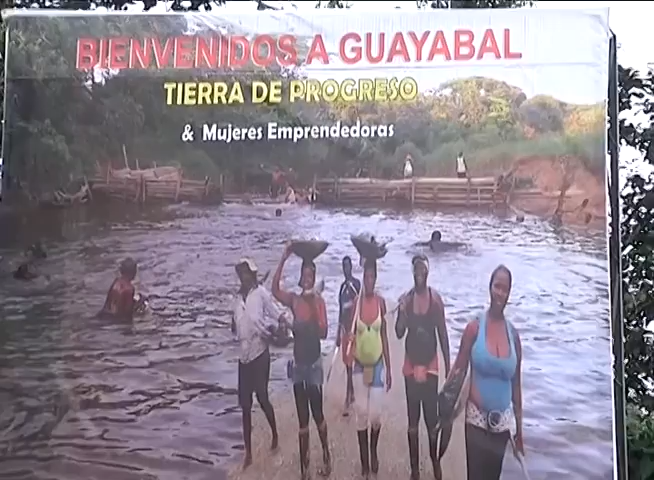 BIENVENIDOS A GUAYABAL
TIERRA DE PROGRESO
& Mujeres Emprendedoras